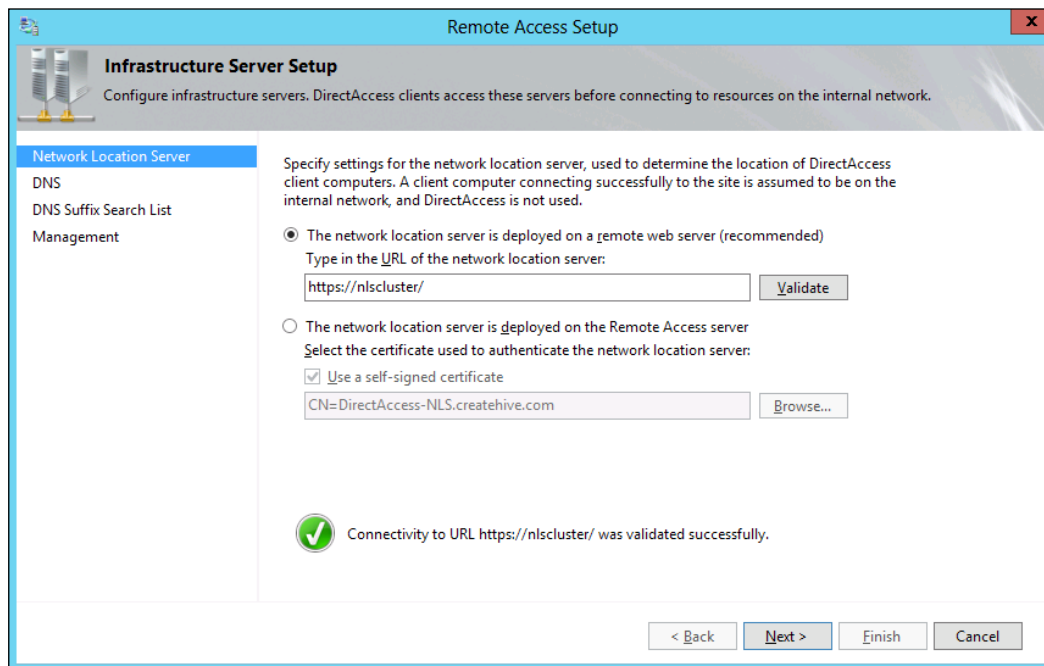 Remote Access Setup
x
Infrastructure Server Setup
Configure infrastructure servers. DirectAccess clients access these servers before connecting to resources on the internal network.
Network Location Server
DNS
DNS Suffix Search List
Management
Specify settings for the network location server, used to determine the location of DirectAccess
client computers. A client computer connecting successfully to the site is assumed to be on the
internal network, and DirectAccess is not used.
The network location server is deployed on a remote web server (recommended)
Type in the URL of the network location server:
https://nlscluster/
Validate
The network location server is deployed on the Remote Access server
Select the certificate used to authenticate the network location server:
Use a self-signed certificate
CN=DirectAccess-NLS.createhive.com
Browse...
Connectivity to URL https://nlscluster/ was validated successfully.
< Back
Next >
Finish
Cancel